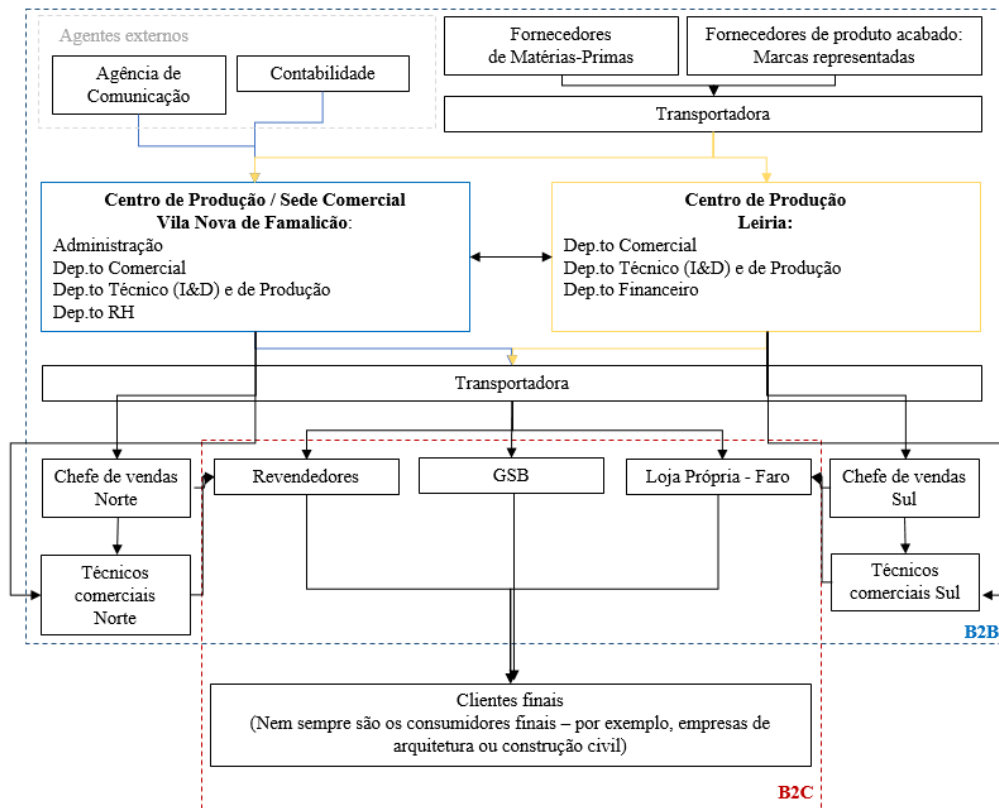 Agentes externos
Agência de
Comunicação
Contabilidade
Fornecedores
de Matérias-Primas
Fornecedores de produto acabado:
Marcas representadas
Transportadora
Centro de Produção / Sede Comercial
Vila Nova de Famalicão:
Administração
Dep.to Comercial
Dep.to Técnico (I&D) e de Produção
Dep.to RH
Centro de Produção
Leiria:
Dep.to Comercial
Dep.to Técnico (I&D) e de Produção
Dep.to Financeiro
Transportadora
Chefe de vendas
Norte
Revendedores
GSB
Loja Própria - Faro
Chefe de vendas
Sul
Técnicos
comerciais
Norte
Técnicos
comerciais Sul
B2B
Clientes finais
(Nem sempre são os consumidores finais – por exemplo, empresas de
arquitetura ou construção civil)
B2C